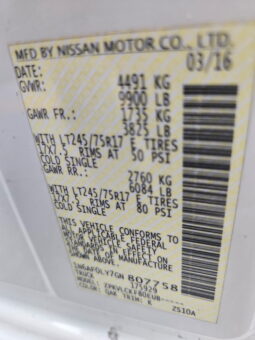 MFD BY NISSAN MOTOR CO., LTD.
DATE: 03/16
GVWR: 4491 KG
9900 LB
GAWR FR.: 1735 KG
3825 LB
WITH LT245/75R17 E TIRES
17X7.5 RIMS AT 50 PSI
COLD SINGLE
GAWR RR.: 2760 KG
6084 LB
WITH LT245/75R17 E TIRES
17X7.5 RIMS AT 80 PSI
COLD SINGLE
THIS VEHICLE CONFORMS TO
ALL APPLICABLE FEDERAL
MOTOR VEHICLE SAFETY
STANDARDS IN EFFECT ON
THE DATE OF MANUFACTURE
SHOWN ABOVE.
807758
TRUCK 175929
MODEL:
TRIM: K ZS10A